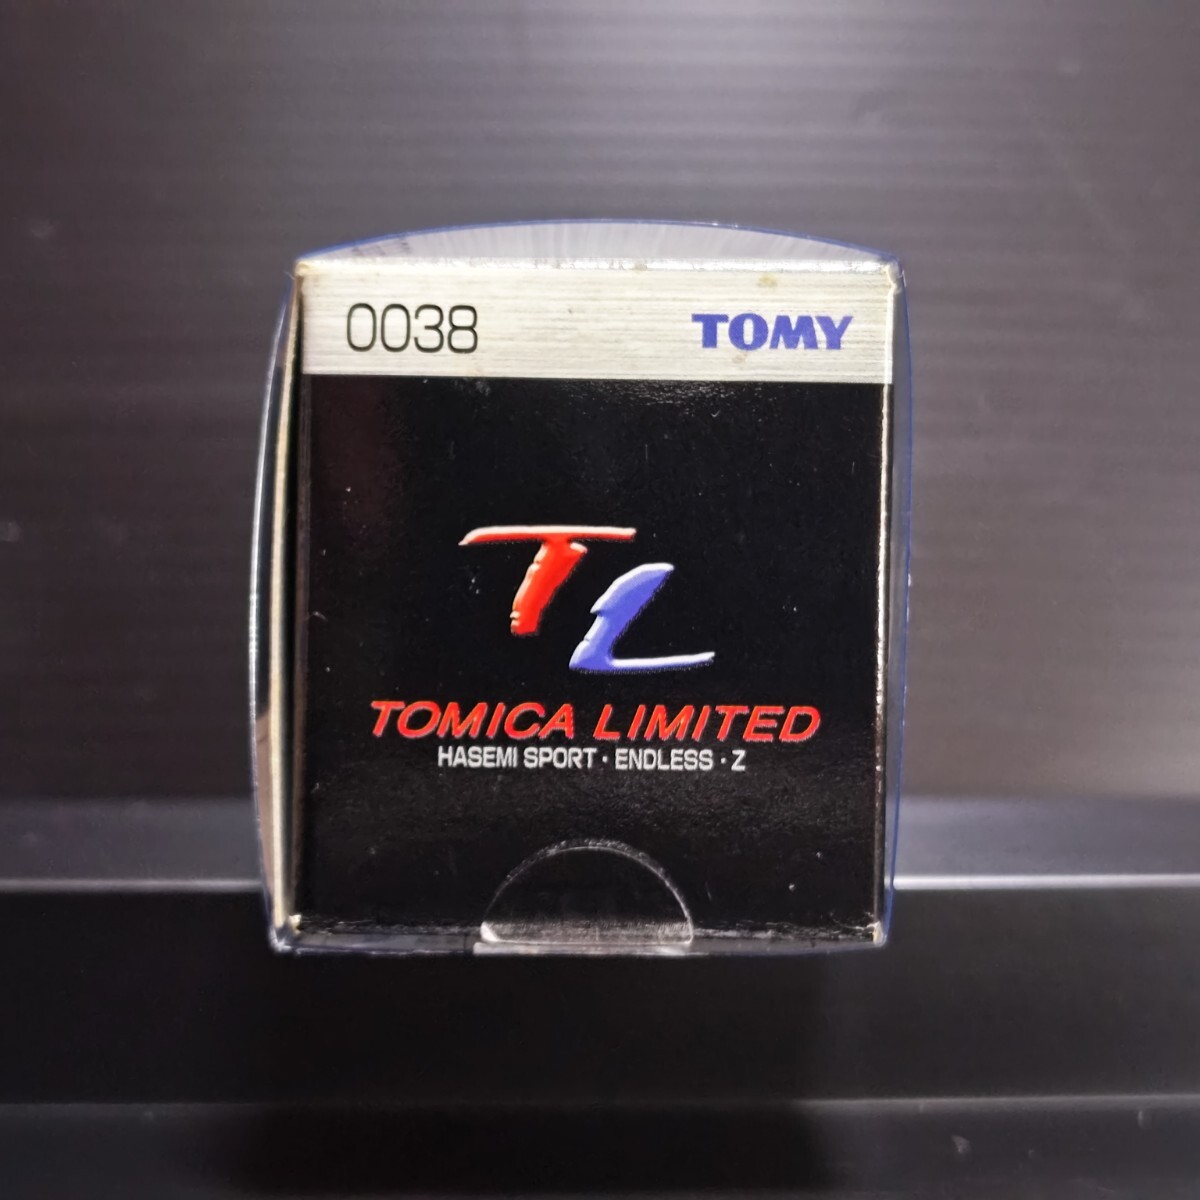 0038 TOMY
TL
TOMICA LIMITED
HASEMI SPORT・ENDLESS・Z